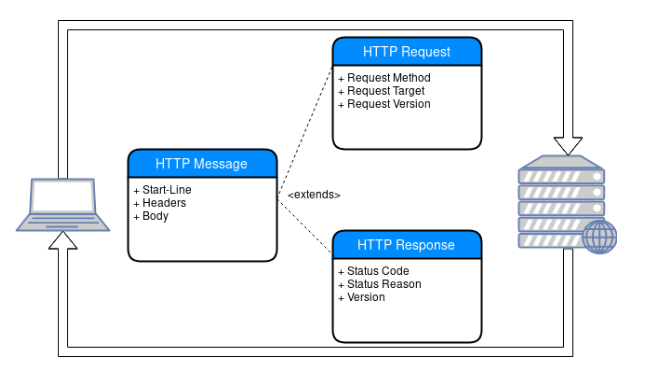 HTTP Request
+ Request Method
+ Request Target
+ Request Version
HTTP Message
+ Start-Line
+ Headers
+ Body
<extends>
HTTP Response
+ Status Code
+ Status Reason
+ Version